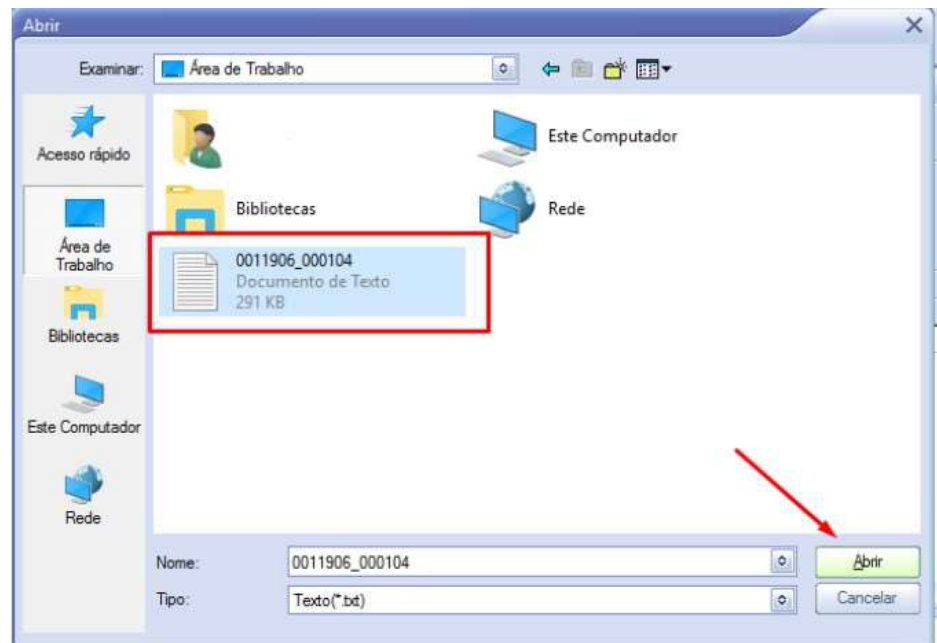 Abrir
Examinar:
Área de Trabalho
Acesso rápido
Área de
Trabalho
Bibliotecas
Este Computador
Rede
Este Computador
Bibliotecas
Rede
0011906_000104
Documento de Texto
291 KB
Nome:
0011906_000104
Abrir
Tipo:
Texto(*.txt)
Cancelar